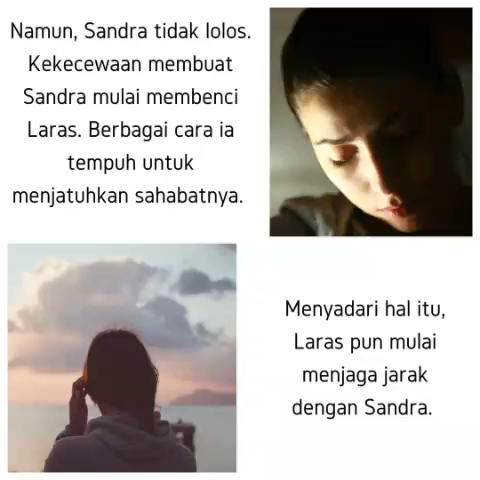 Namun, Sandra tidak lolos.
Kekecewaan membuat
Sandra mulai membenci
Laras. Berbagai cara ia
tempuh untuk
menjatuhkan sahabatnya.
Menyadari hal itu,
Laras pun mulai
menjaga jarak
dengan Sandra.